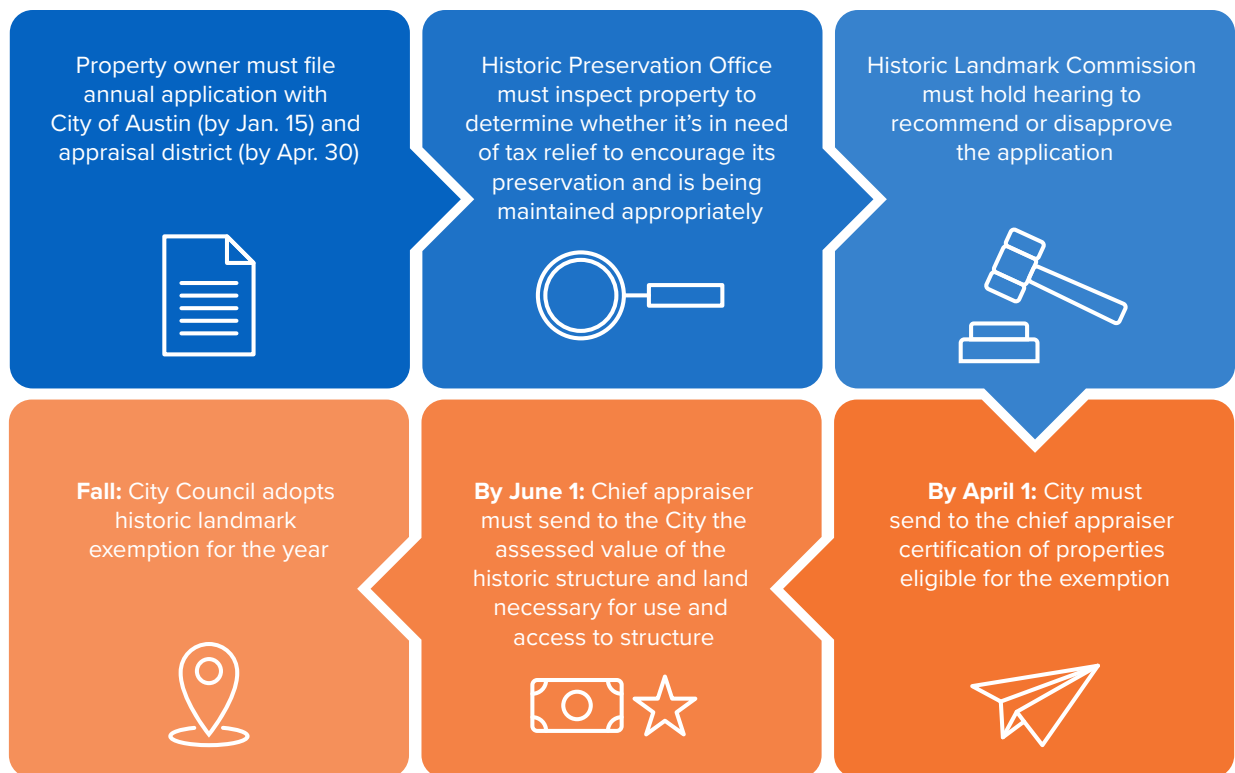 Property owner must file
annual application with
City of Austin (by Jan. 15) and
appraisal district (by Apr. 30)
Historic Preservation Office
must inspect property to
determine whether it’s in need
of tax relief to encourage its
preservation and is being
maintained appropriately
Historic Landmark Commission
must hold hearing to
recommend or disapprove
the application
By April 1: City must
send to the chief appraiser
certification of properties
eligible for the exemption
By June 1: Chief appraiser
must send to the City the
assessed value of the
historic structure and land
necessary for use and
access to structure
Fall: City Council adopts
historic landmark
exemption for the year